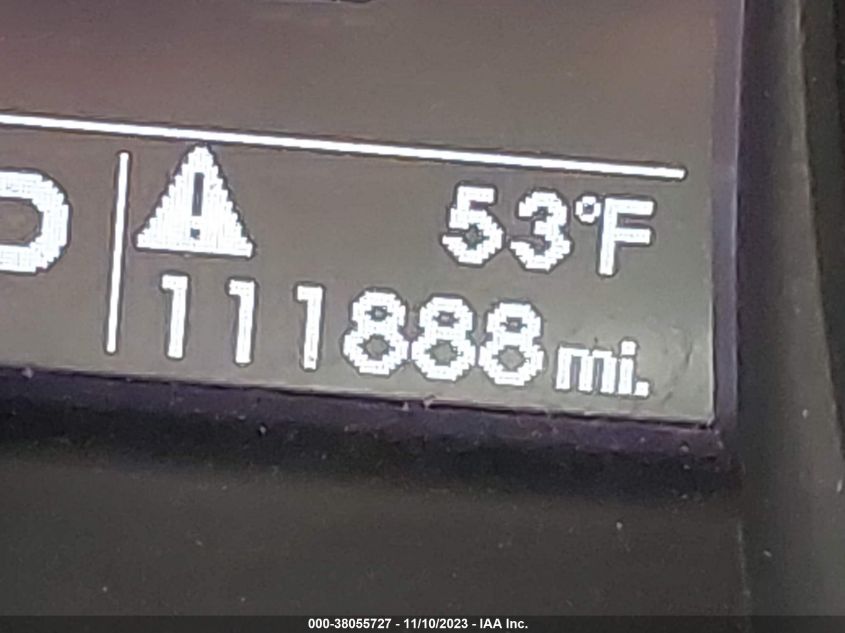 53°F
111888 mi.
000-38055727 - 11/10/2023 - IAA Inc.